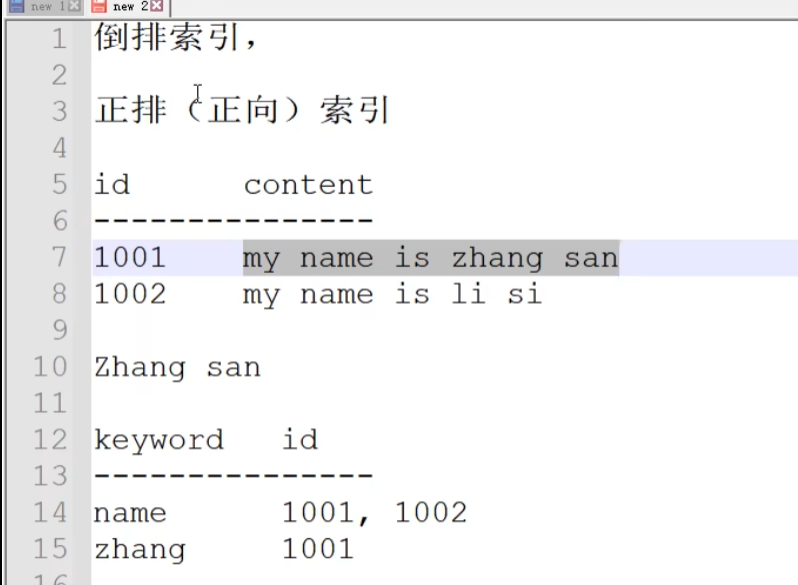 new 1 new 2
1 倒排索引，
2
3 正排（正向）索引
4
5 id content
6 ---------------
7 1001 my name is zhang san
8 1002 my name is li si
9
10 Zhang san
11
12 keyword id
13 ---------------
14 name 1001, 1002
15 zhang 1001
16